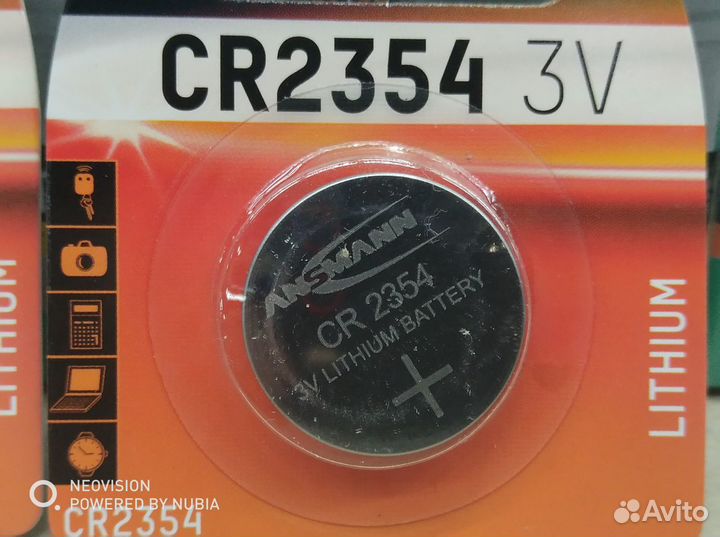 CR2354 3V
ANSMANN
CR 2354
3V LITHIUM BATTERY
+
LITHIUM
LITHIUM
NEOVISION
POWERED BY NUBIA
CR2354
Avito